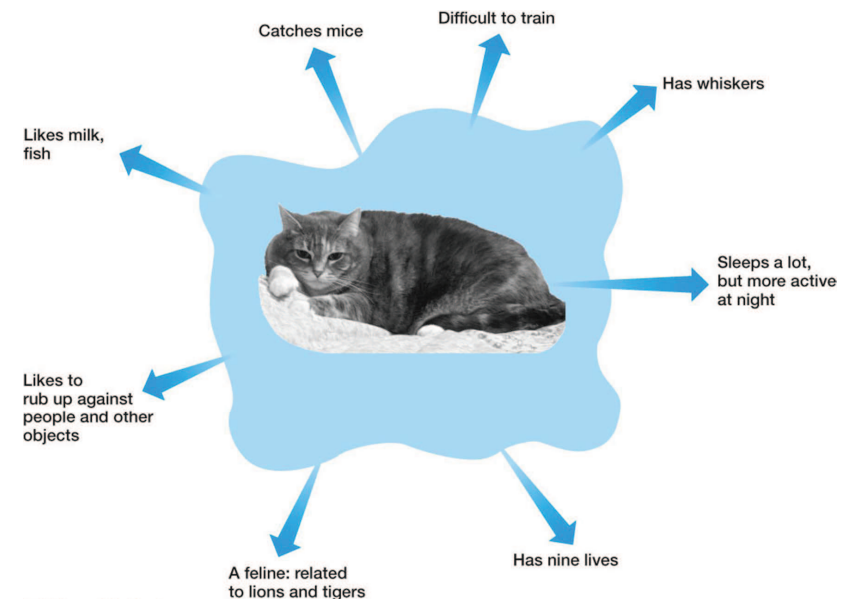 Difficult to train
Catches mice
Has whiskers
Likes milk,
fish
Sleeps a lot,
but more active
at night
Likes to
rub up against
people and other
objects
Has nine lives
A feline: related
to lions and tigers